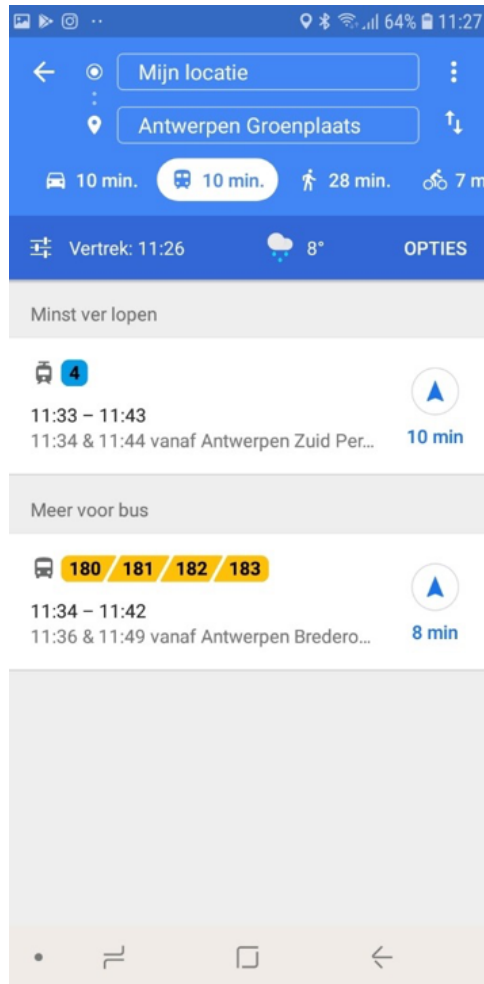 64% 11:27
Mijn locatie
Antwerpen Groenplaats
10 min. 10 min. 28 min. 7 m
Vertrek: 11:26 8° OPTIES
Minst ver lopen
4
11:33 – 11:43
11:34 & 11:44 vanaf Antwerpen Zuid Per... 10 min
Meer voor bus
180 181 182 183
11:34 – 11:42
11:36 & 11:49 vanaf Antwerpen Bredero... 8 min